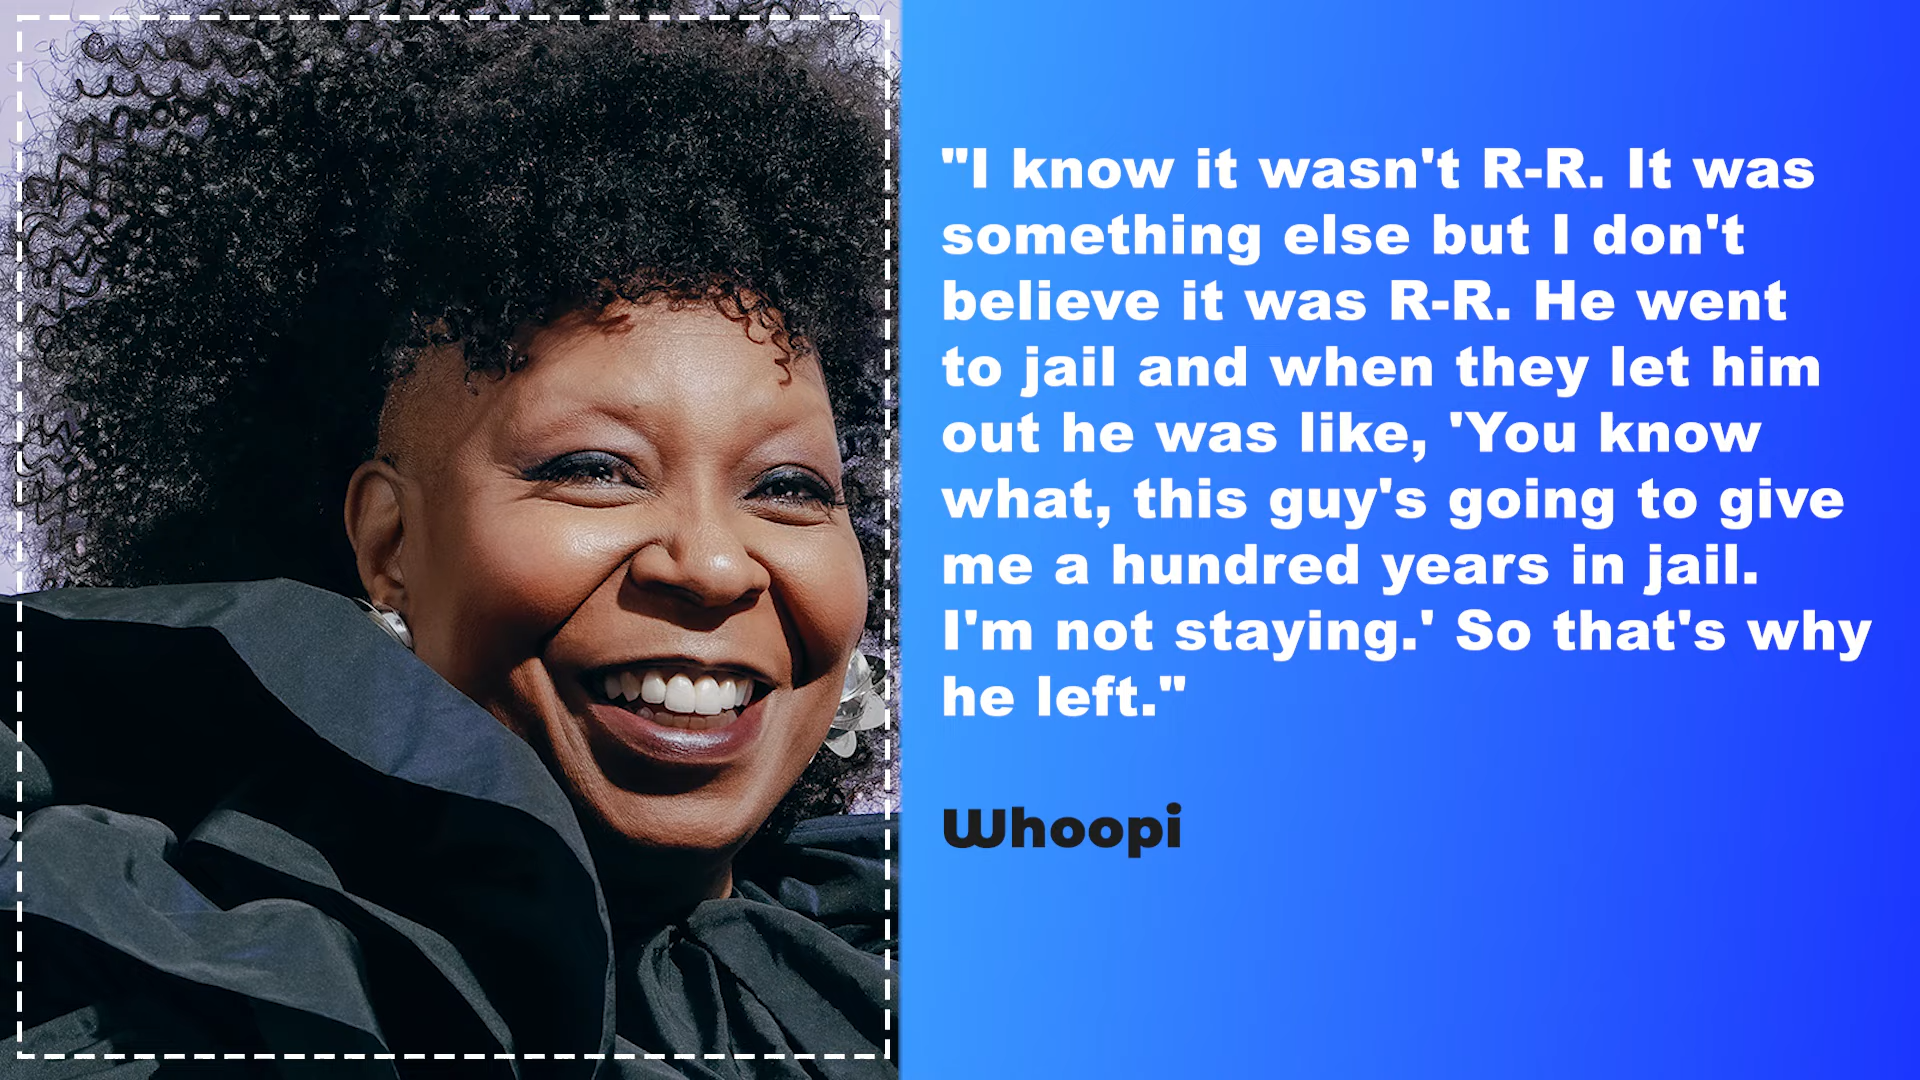 "I know it wasn't R-R. It was
something else but I don't
believe it was R-R. He went
to jail and when they let him
out he was like, 'You know
what, this guy's going to give
me a hundred years in jail.
I'm not staying.' So that's why
he left."
Whoopi